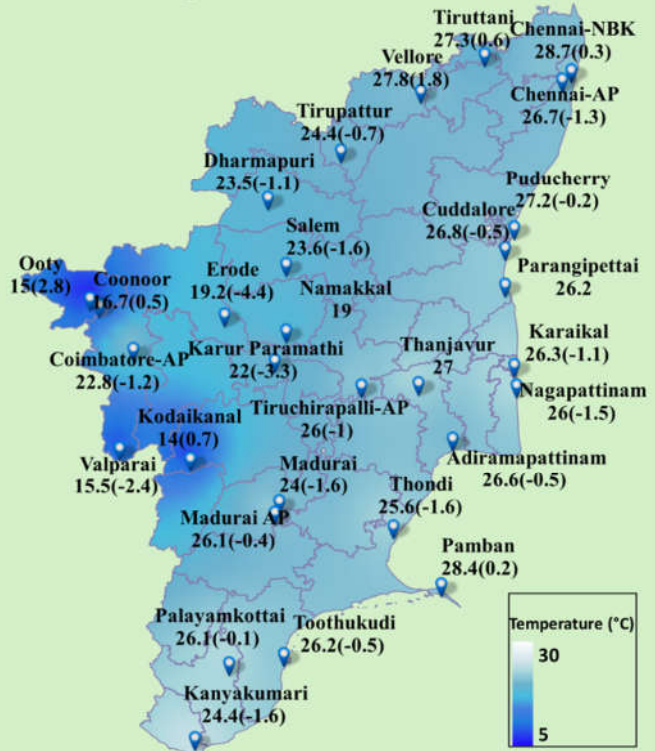 Tiruttani
27.3(0.6)
Chennai-NBK
28.7(0.3)
Vellore
27.8(1.8)
Chennai-AP
26.7(-1.3)
Tirupattur
24.4(-0.7)
Dharmapuri
23.5(-1.1)
Puducherry
27.2(-0.2)
Cuddalore
26.8(-0.5)
Salem
23.6(-1.6)
Ooty
15(2.8)
Coonoor
16.7(0.5)
Erode
19.2(-4.4)
Namakkal
19
Parangipettai
26.2
Coimbatore-AP
22.8(-1.2)
Karur Paramathi
22(-3.3)
Thanjavur
27
Karaikal
26.3(-1.1)
Nagapattinam
26(-1.5)
Tiruchirapalli-AP
26(-1)
Kodaikanal
14(0.7)
Valparai
15.5(-2.4)
Adiramapattinam
26.6(-0.5)
Madurai
24(-1.6)
Thondi
25.6(-1.6)
Madurai AP
26.1(-0.4)
Pamban
28.4(0.2)
Palayamkottai
26.1(-0.1)
Toothukudi
26.2(-0.5)
Kanyakumari
24.4(-1.6)
Temperature (°C)
30
5